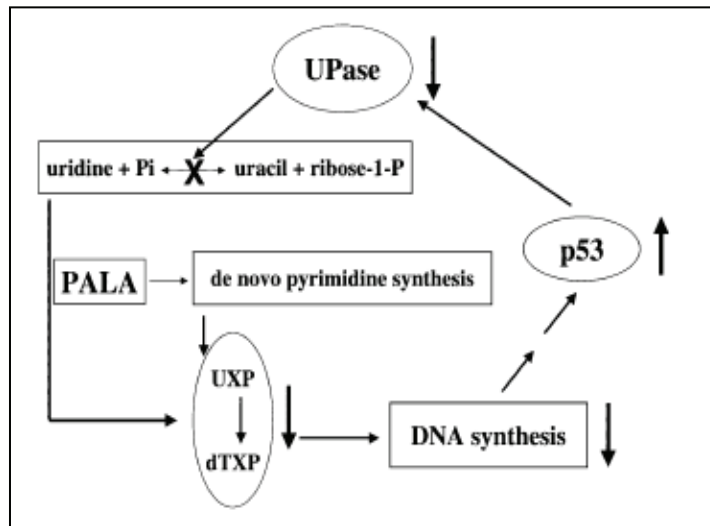 UPase
uridine + Pi X uracil + ribose-1-P
p53
PALA
de novo pyrimidine synthesis
UXP
dTXP
DNA synthesis